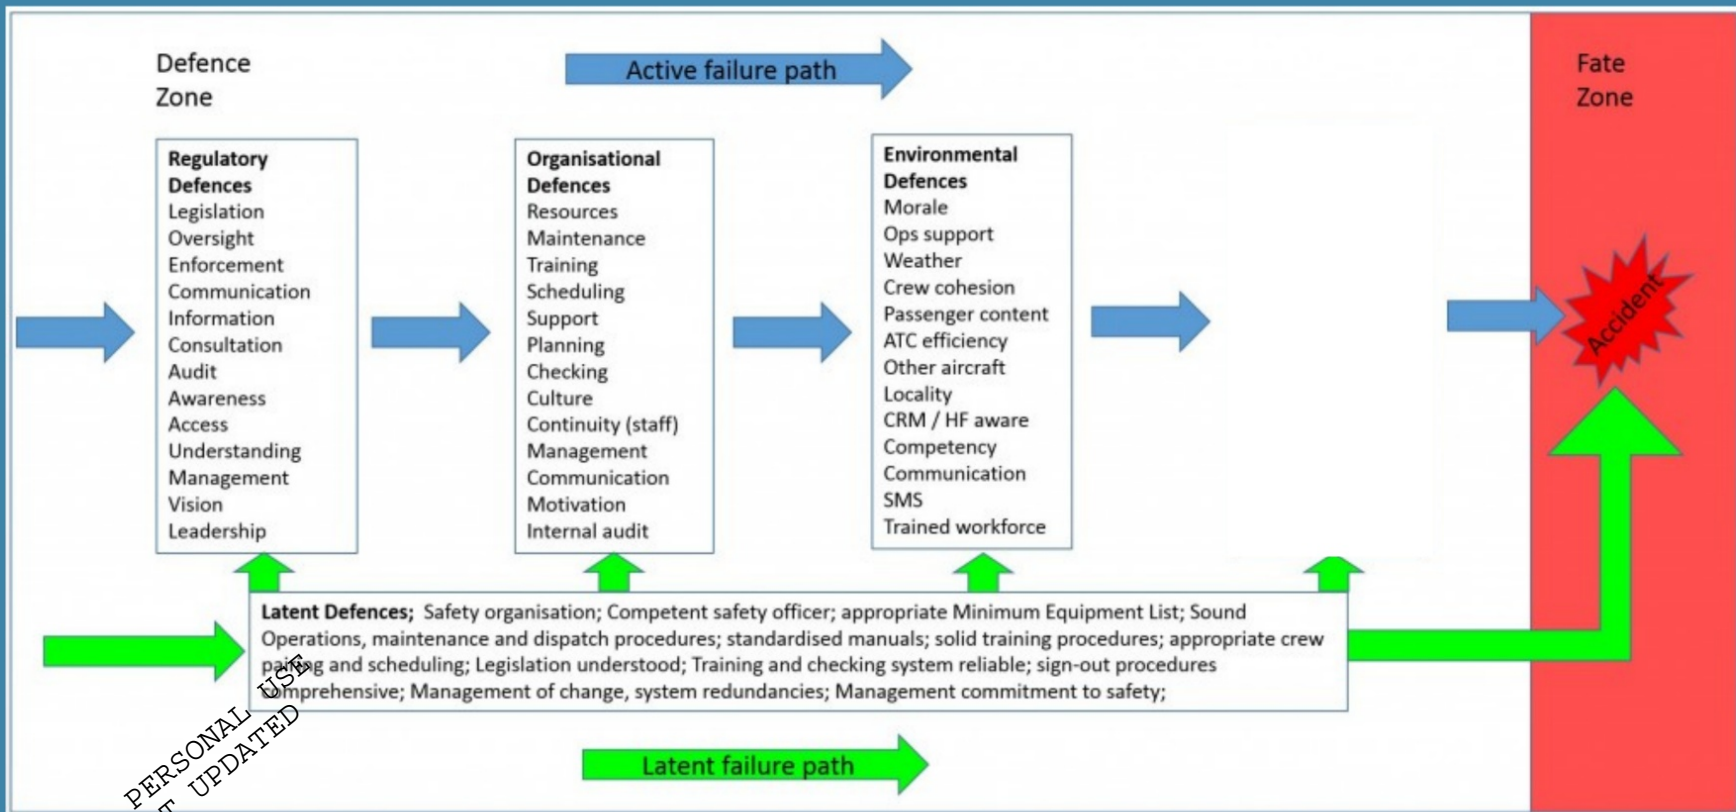 Defence
Zone
Active failure path
Fate
Zone
Regulatory
Defences
Legislation
Oversight
Enforcement
Communication
Information
Consultation
Audit
Awareness
Access
Understanding
Management
Vision
Leadership
Organisational
Defences
Resources
Maintenance
Training
Scheduling
Support
Planning
Checking
Culture
Continuity (staff)
Management
Communication
Motivation
Internal audit
Environmental
Defences
Morale
Ops support
Weather
Crew cohesion
Passenger content
ATC efficiency
Other aircraft
Locality
CRM / HF aware
Competency
Communication
SMS
Trained workforce
Accident
Latent Defences; Safety organisation; Competent safety officer; appropriate Minimum Equipment List; Sound
Operations, maintenance and dispatch procedures; standardised manuals; solid training procedures; appropriate crew
pairing and scheduling; Legislation understood; Training and checking system reliable; sign-out procedures
comprehensive; Management of change, system redundancies; Management commitment to safety;
Latent failure path
PERSONAL USE
UPDATED